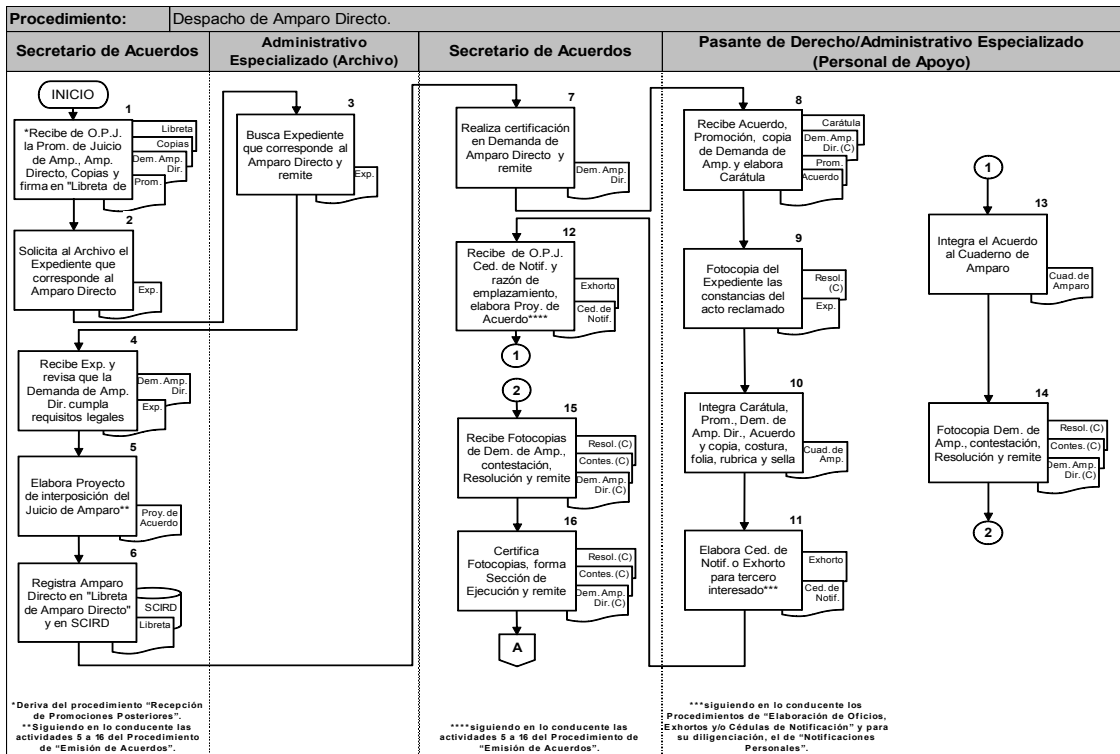 Procedimiento: Despacho de Amparo Directo.
Secretario de Acuerdos
Administrativo
Especializado (Archivo)
Secretario de Acuerdos
Pasante de Derecho/Administrativo Especializado
(Personal de Apoyo)
INICIO
1
*Recibe de O.P.J.
la Prom. de Juicio
de Amp., Amp.
Directo, Copias y
firma en "Libreta de
Libreta
Copias
Dem. Amp.
Dir.
Prom.
2
Solicita al Archivo el
Expediente que
corresponde al
Amparo Directo
Exp.
4
Recibe Exp. y
revisa que la
Demanda de Amp.
Dir. cumpla
requisitos legales
Dem. Amp.
Dir.
Exp.
5
Elabora Proyecto
de interposición del
Juicio de Amparo**
Proy. de
Acuerdo
6
Registra Amparo
Directo en "Libreta
de Amparo Directo"
y en SCIRD
SCIRD
Libreta
*Deriva del procedimiento "Recepción
de Promociones Posteriores".
**Siguiendo en lo conducente las
actividades 5 a 16 del Procedimiento
de "Emisión de Acuerdos".
3
Busca Expediente
que corresponde al
Amparo Directo y
remite
Exp.
7
Realiza certificación
en Demanda de
Amparo Directo y
remite
Dem. Amp.
Dir.
12
Recibe de O.P.J.
Ced. de Notif. y
razón de
emplazamiento,
elabora Proy. de
Acuerdo****
Exhorto
Ced. de
Notif.
1
2
15
Recibe Fotocopias
de Dem. de Amp.,
contestación,
Resolución y remite
Resol. (C)
Contes. (C)
Dem. Amp.
Dir. (C)
16
Certifica
Fotocopias, forma
Sección de
Ejecución y remite
Resol. (C)
Contes. (C)
Dem. Amp.
Dir. (C)
A
****siguiendo en lo conducente las
actividades 5 a 16 del Procedimiento de
"Emisión de Acuerdos".
8
Recibe Acuerdo,
Promoción, copia
de Demanda de
Amp. y elabora
Carátula
Carátula
Dem. Amp.
Dir. (C)
Prom.
Acuerdo
9
Fotocopia del
Expediente las
constancias del
acto reclamado
Resol.
(C)
Exp.
10
Integra Carátula,
Prom., Dem. de
Amp. Dir., Acuerdo
y copia, costura,
folia, rubrica y sella
Cuad. de
Amp.
11
Elabora Ced. de
Notif. o Exhorto
para tercero
interesado***
Exhorto
Ced. de
Notif.
***siguiendo en lo conducente los
Procedimientos de "Elaboración de Oficios,
Exhortos y/o Cédulas de Notificación" y para
su diligenciación, el de "Notificaciones
Personales".
1
13
Integra el Acuerdo
al Cuaderno de
Amparo
Cuad. de
Amparo
14
Fotocopia Dem. de
Amp., contestación,
Resolución y remite
Resol. (C)
Contes. (C)
Dem. Amp.
Dir. (C)
2